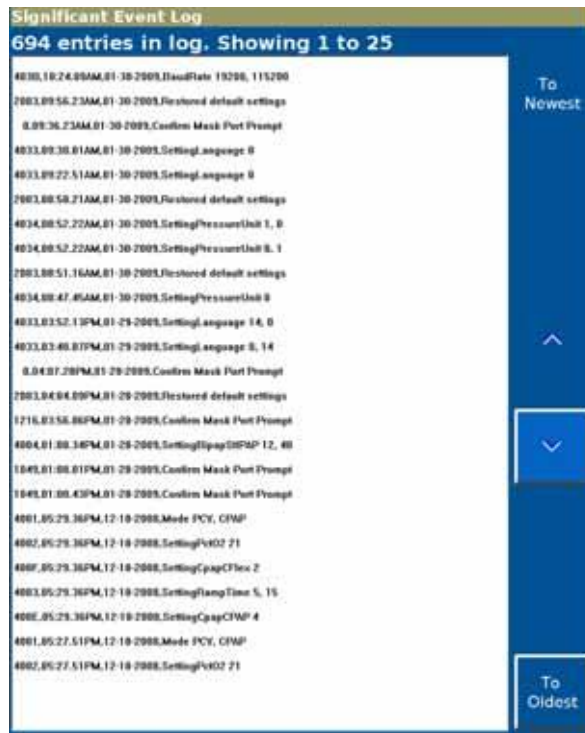 Significant Event Log
694 entries in log. Showing 1 to 25
4030,10:24.09AM,01-30-2009,BaudRate 19200, 115200
2003,09:56.23AM,01-30-2009,Restored default settings
0,09:36.23AM,01-30-2009,Confirm Mask Port Prompt
4033,09:30.01AM,01-30-2009,SettingLanguage 0
4033,09:22.51AM,01-30-2009,SettingLanguage 0
2003,08:58.21AM,01-30-2009,Restored default settings
4034,08:52.22AM,01-30-2009,SettingPressureUnit 1, 0
4034,08:52.22AM,01-30-2009,SettingPressureUnit 0, 1
2003,08:51.16AM,01-30-2009,Restored default settings
4034,08:47.45AM,01-30-2009,SettingPressureUnit 0
4033,03:52.13PM,01-29-2009,SettingLanguage 14, 0
4033,03:40.07PM,01-29-2009,SettingLanguage 0, 14
0,04:07.20PM,01-28-2009,Confirm Mask Port Prompt
2003,04:04.09PM,01-28-2009,Restored default settings
1216,03:56.06PM,01-28-2009,Confirm Mask Port Prompt
4004,01:08.34PM,01-28-2009, 12, 40
1049,01:08.01PM,01-28-2009,Confirm Mask Port Prompt
1049,01:00.43PM,01-28-2009,Confirm Mask Port Prompt
4001,05:29.36PM,12-18-2008,Mode PCV, CPAP
4002,05:29.36PM,12-18-2008,SettingPctO2 21
400F,05:29.36PM,12-18-2008,SettingCpapCFlex 2
4003,05:29.36PM,12-18-2008,SettingRampTime 5, 15
400E,05:29.36PM,12-18-2008,SettingCpapCPAP 4
4001,05:27.51PM,12-18-2008,Mode PCV, CPAP
4002,05:27.51PM,12-18-2008,SettingPctO2 21
To
Newest
To
Oldest